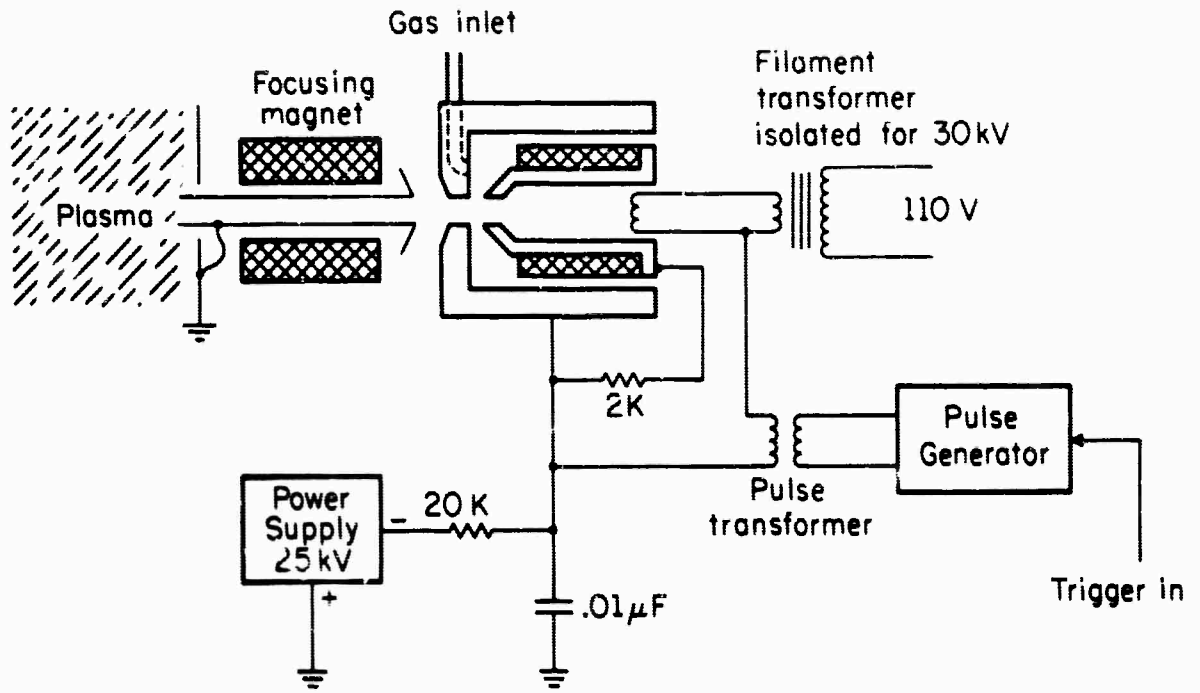 Gas inlet
Focusing
magnet
Filament
transformer
isolated for 30kV
Plasma
110 V
2K
Pulse
Generator
Power
Supply
25kV
-
+
20 K
Pulse
transformer
.01µF
Trigger in